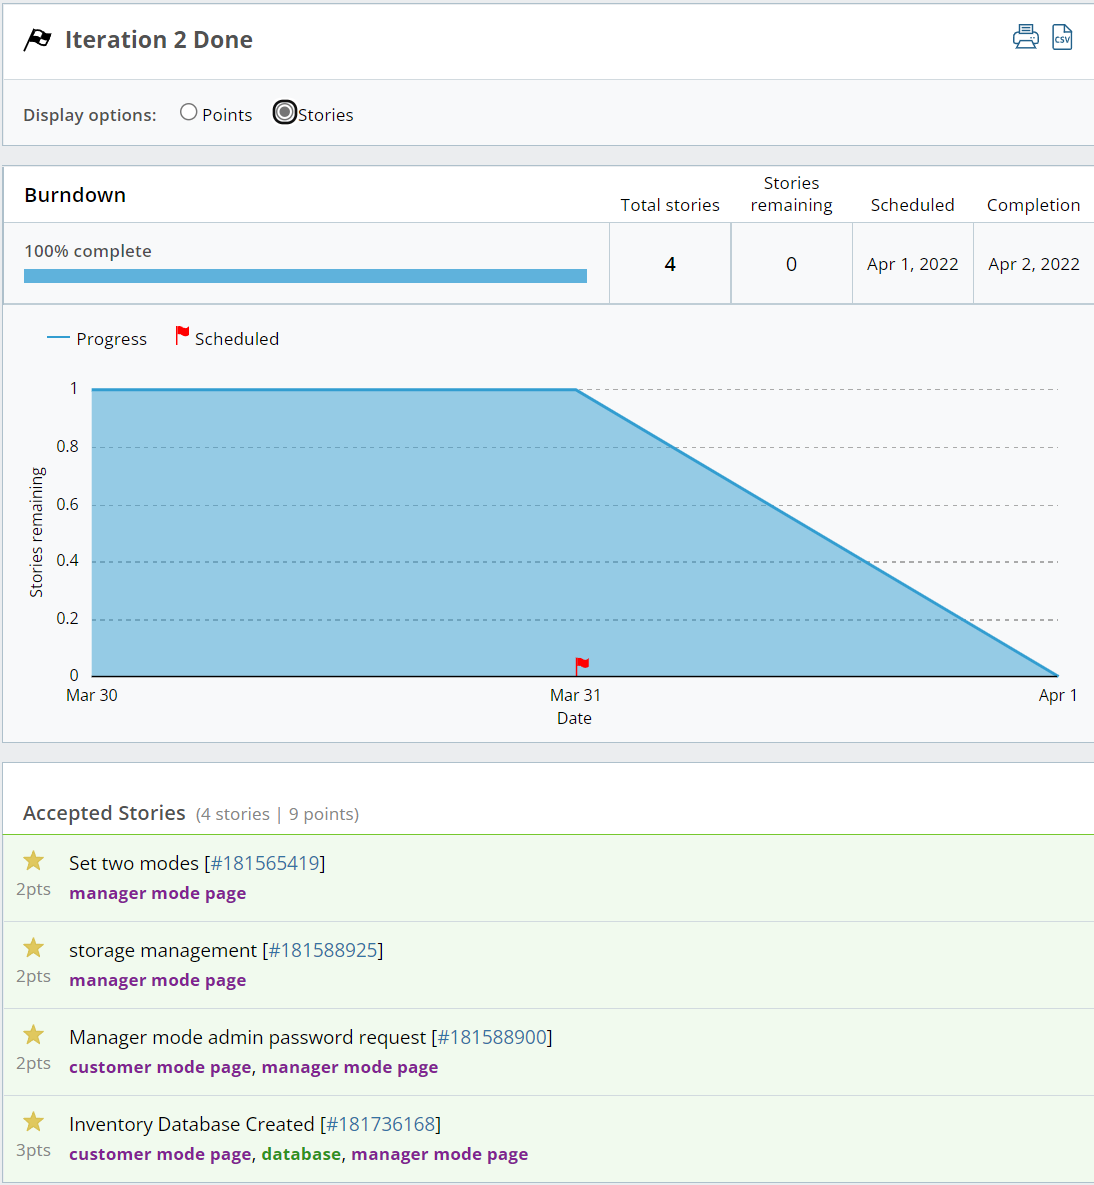 Iteration 2 Done
CSV
Display options: Points Stories
Burndown
Total stories
Stories remaining
Scheduled
Completion
100% complete
4
0
Apr 1, 2022
Apr 2, 2022
Progress Scheduled
Stories remaining
1
0.8
0.6
0.4
0.2
0
Mar 30
Mar 31
Apr 1
Date
Accepted Stories (4 stories | 9 points)
Set two modes [#181565419]
2pts
manager mode page
storage management [#181588925]
2pts
manager mode page
Manager mode admin password request [#181588900]
2pts
customer mode page, manager mode page
Inventory Database Created [#181736168]
3pts
customer mode page, database, manager mode page